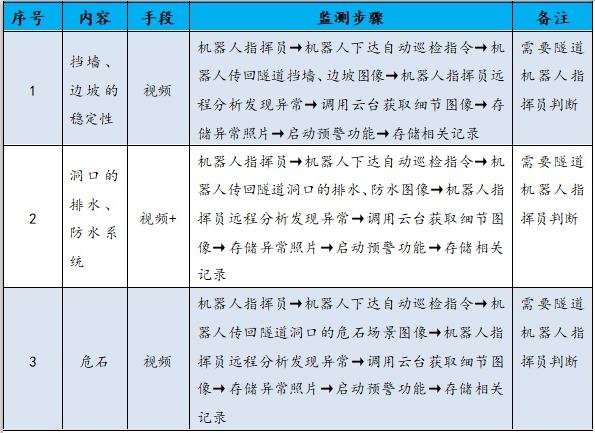 序号 内容 手段 监测步骤 备注
1
挡墙、
边坡的
稳定性
视频
机器人指挥员→机器人下达自动巡检指令→机
器人传回隧道挡墙、边坡图像→机器人指挥员远
程分析发现异常→调用云台获取细节图像→存
储异常照片→启动预警功能→存储相关记录
需要隧道
机器人指
挥员判断
2
洞口的
排水、
防水系
统
视频+
机器人指挥员→机器人下达自动巡检指令→机
器人传回隧道洞口的排水、防水图像→机器人指
挥员远程分析发现异常→调用云台获取细节图
像→存储异常照片→启动预警功能→存储相关
记录
需要隧道
机器人指
挥员判断
3
危石
视频
机器人指挥员→机器人下达自动巡检指令→机
器人传回隧道洞口的危石场景图像→机器人指
挥员远程分析发现异常→调用云台获取细节图
像→存储异常照片→启动预警功能→存储相关
记录
需要隧道
机器人指
挥员判断